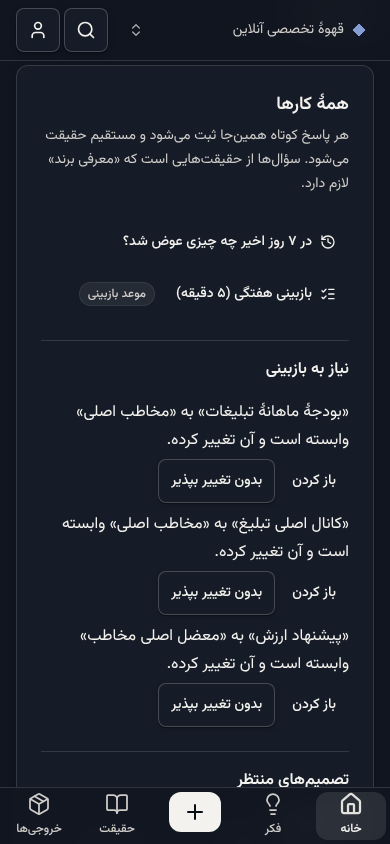 قهوهٔ تخصصی آنلاین
همهٔ کارها
هر پاسخ کوتاه همین‌جا ثبت می‌شود و مستقیم حقیقت
می‌شود. سؤال‌ها از حقیقت‌هایی است که «معرفی برند»
لازم دارد.
در ۷ روز اخیر چه چیزی عوض شد؟
بازبینی هفتگی (۵ دقیقه) موعد بازبینی
نیاز به بازبینی
«بودجهٔ ماهانهٔ تبلیغات» به «مخاطب اصلی»
وابسته است و آن تغییر کرده.
باز کردن بدون تغییر بپذیر
«کانال اصلی تبلیغ» به «مخاطب اصلی» وابسته
است و آن تغییر کرده.
باز کردن بدون تغییر بپذیر
«پیشنهاد ارزش» به «معضل اصلی مخاطب»
وابسته است و آن تغییر کرده.
باز کردن بدون تغییر بپذیر
تصمیم‌های منتظر
خانه فکر حقیقت خروجی‌ها